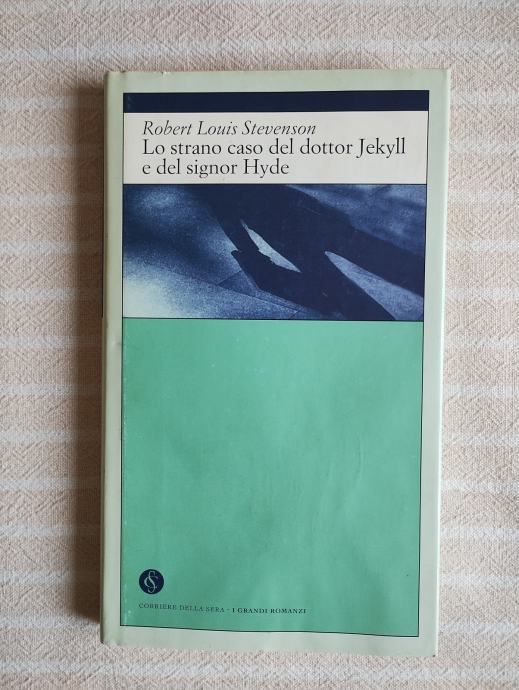 Robert Louis Stevenson
Lo strano caso del dottor Jekyll
e del signor Hyde
CORRIERE DELLA SERA - I GRANDI ROMANZI